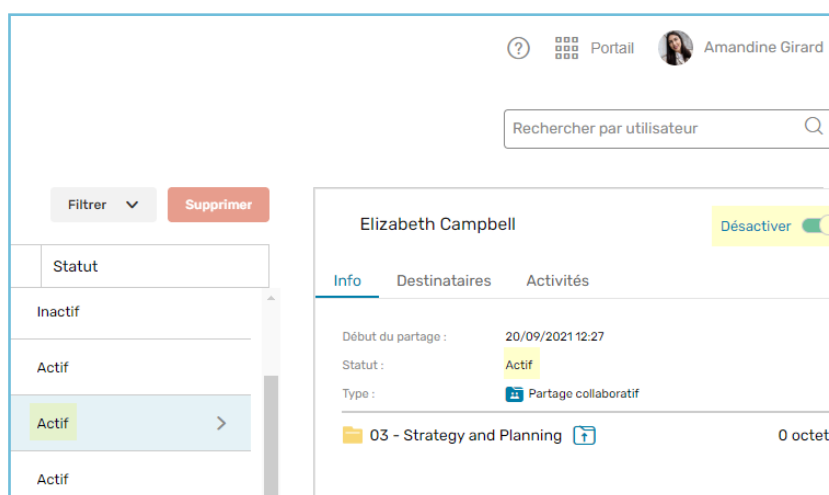 Portail Amandine Girard
Rechercher par utilisateur
Filtrer Supprimer
Statut
Inactif
Actif
Actif
Actif
Elizabeth Campbell Désactiver
Info Destinataires Activités
Début du partage : 20/09/2021 12:27
Statut : Actif
Type : Partage collaboratif
03 - Strategy and Planning 0 octet